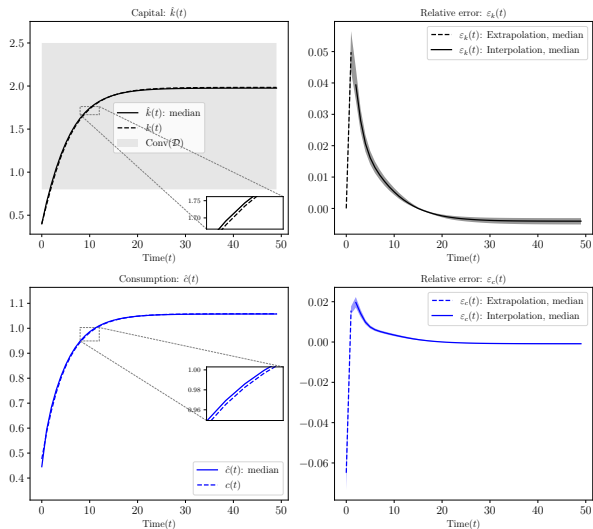 Capital: k̂(t)
2.5
2.0
1.5
1.0
0.5
k̂(t): median
k(t)
Conv(𝒟)
1.75
1.70
0 10 20 30 40 50
Time(t)
Relative error: ε_k(t)
ε_k(t): Extrapolation, median
ε_k(t): Interpolation, median
0.05
0.04
0.03
0.02
0.01
0.00
0 10 20 30 40 50
Time(t)
Consumption: ĉ(t)
1.1
1.0
0.9
0.8
0.7
0.6
0.5
0.4
1.00
0.98
0.96
ĉ(t): median
c(t)
0 10 20 30 40 50
Time(t)
Relative error: ε_c(t)
ε_c(t): Extrapolation, median
ε_c(t): Interpolation, median
0.02
0.00
−0.02
−0.04
−0.06
0 10 20 30 40 50
Time(t)